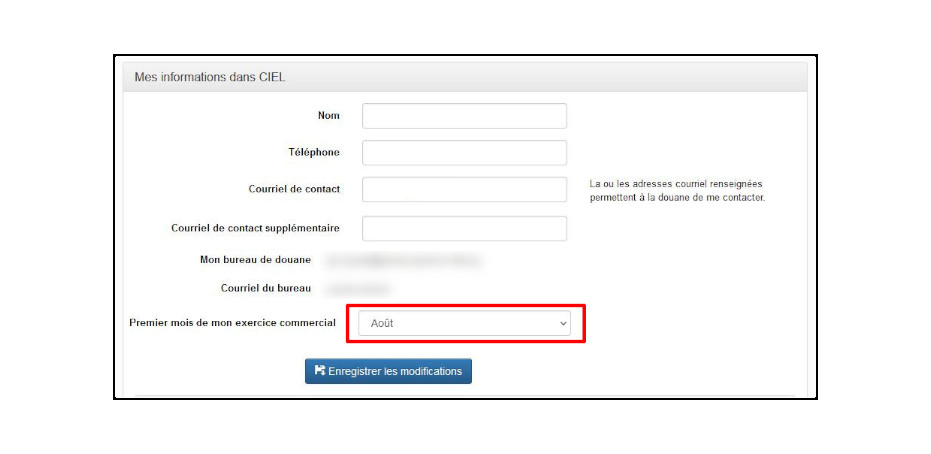 Mes informations dans CIEL
Nom
Téléphone
Courriel de contact
La ou les adresses courriel renseignées
permettent à la douane de me contacter.
Courriel de contact supplémentaire
Mon bureau de douane
Courriel du bureau
Premier mois de mon exercice commercial
Août
Enregistrer les modifications